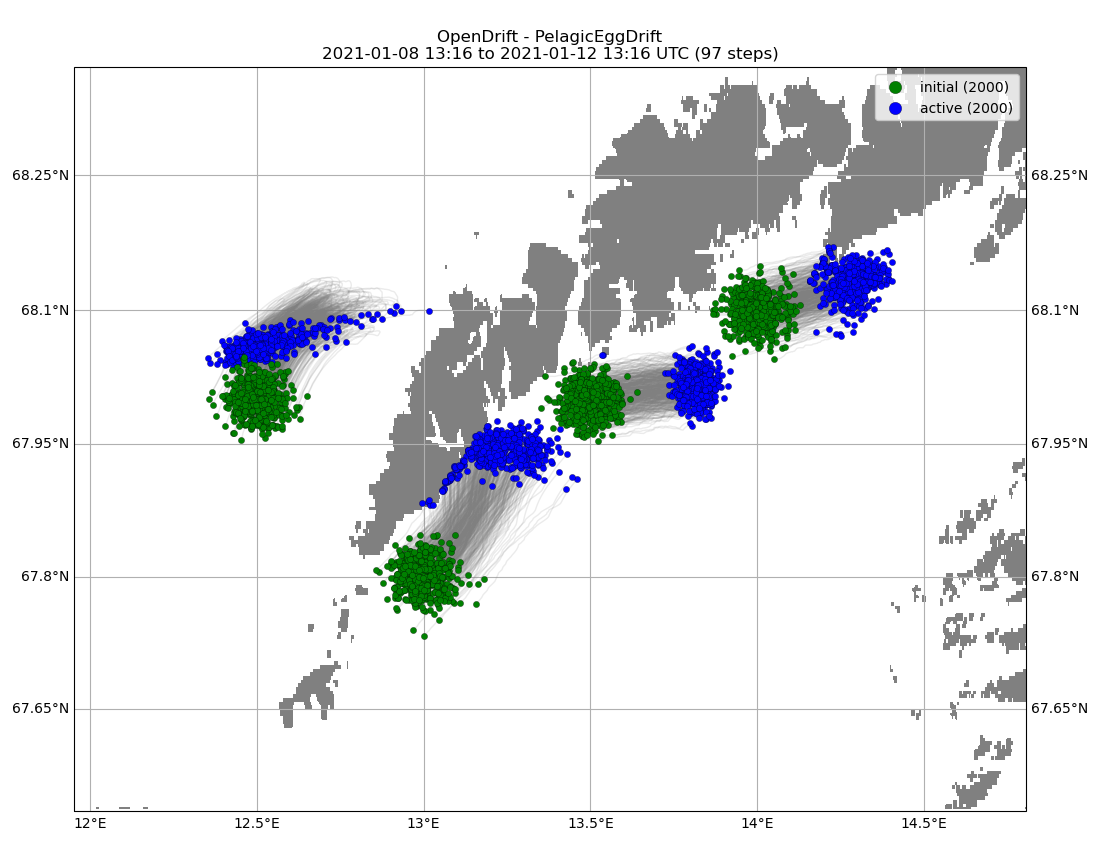 OpenDrift - PelagicEggDrift
2021-01-08 13:16 to 2021-01-12 13:16 UTC (97 steps)
initial (2000)
active (2000)
68.25°N
68.25°N
68.1°N
68.1°N
67.95°N
67.95°N
67.8°N
67.8°N
67.65°N
67.65°N
12°E
12.5°E
13°E
13.5°E
14°E
14.5°E